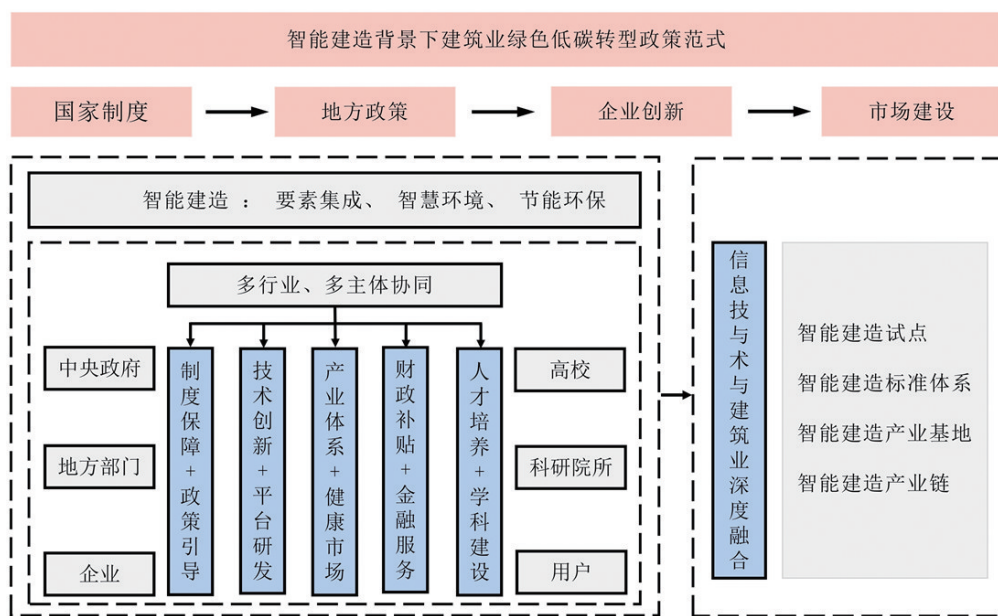 智能建造背景下建筑业绿色低碳转型政策范式
国家制度
地方政策
企业创新
市场建设
智能建造 ： 要素集成、 智慧环境、 节能环保
多行业、多主体协同
中央政府
地方部门
企业
制度保障+政策引导
技术创新+平台研发
产业体系+健康市场
财政补贴+金融服务
人才培养+学科建设
高校
科研院所
用户
信息技与术与建筑业深度融合
智能建造试点
智能建造标准体系
智能建造产业基地
智能建造产业链